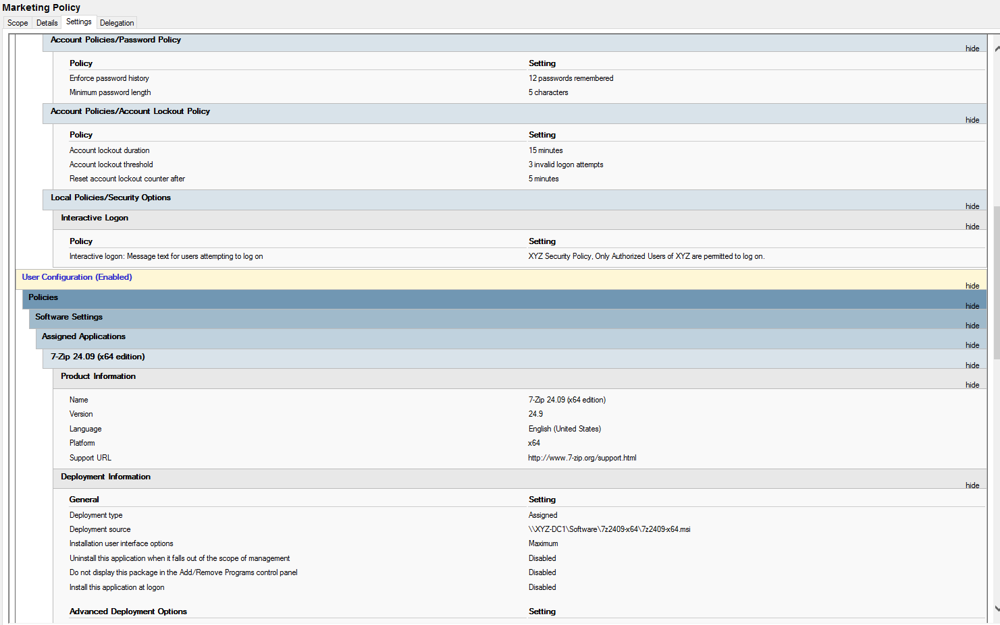 Marketing Policy
Scope Details Settings Delegation
Account Policies/Password Policy
hide
Policy Setting
Enforce password history 12 passwords remembered
Minimum password length 5 characters
Account Policies/Account Lockout Policy
hide
Policy Setting
Account lockout duration 15 minutes
Account lockout threshold 3 invalid logon attempts
Reset account lockout counter after 5 minutes
Local Policies/Security Options
hide
Interactive Logon
hide
Policy Setting
Interactive logon: Message text for users attempting to log on XYZ Security Policy, Only Authorized Users of XYZ are permitted to log on.
User Configuration (Enabled)
hide
Policies
hide
Software Settings
hide
Assigned Applications
hide
7-Zip 24.09 (x64 edition)
hide
Product Information
hide
Name 7-Zip 24.09 (x64 edition)
Version 24.9
Language English (United States)
Platform x64
Support URL http://www.7-zip.org/support.html
Deployment Information
hide
General Setting
Deployment type Assigned
Deployment source \\XYZ-DC1\Software\7z2409-x64\7z2409-x64.msi
Installation user interface options Maximum
Uninstall this application when it falls out of the scope of management Disabled
Do not display this package in the Add/Remove Programs control panel Disabled
Install this application at logon Disabled
Advanced Deployment Options Setting